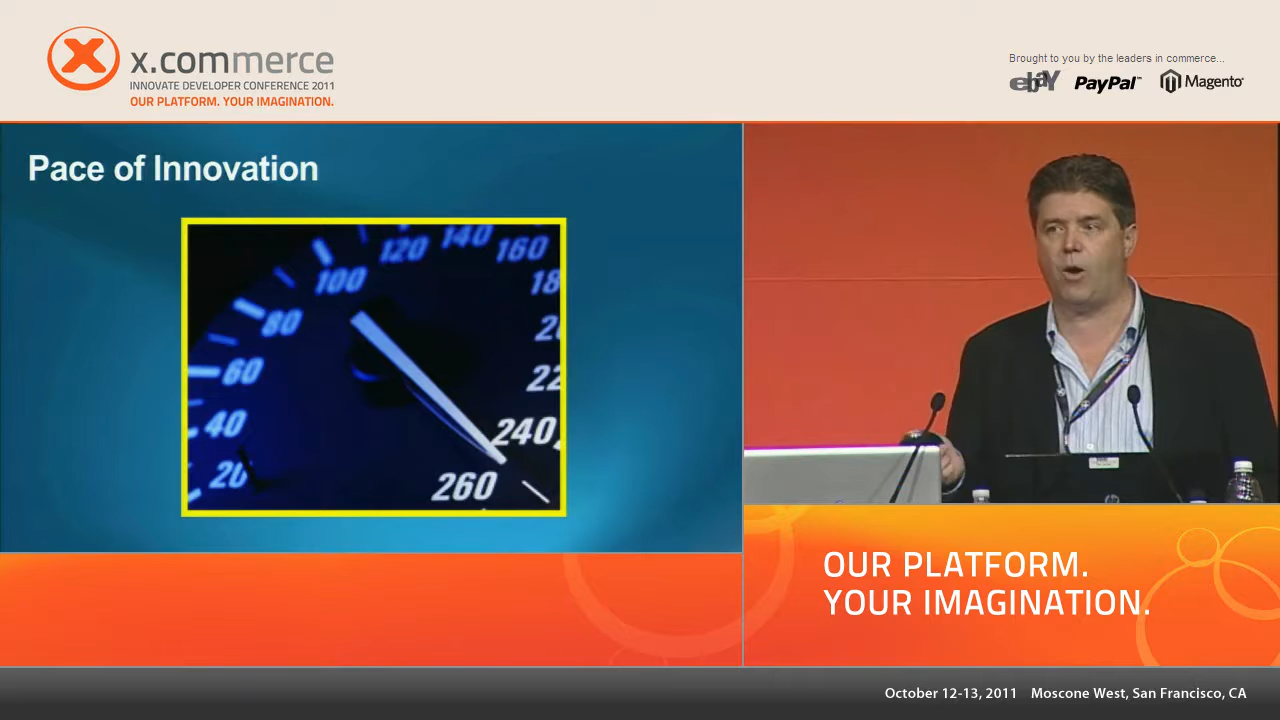 x.commerce
INNOVATE DEVELOPER CONFERENCE 2011
OUR PLATFORM. YOUR IMAGINATION.
Brought to you by the leaders in commerce...
ebaY PayPal™ Magento®
Pace of Innovation
20
40
60
80
100
120
140
160
18
2
22
240
260
OUR PLATFORM.
YOUR IMAGINATION.
October 12-13, 2011 Moscone West, San Francisco, CA